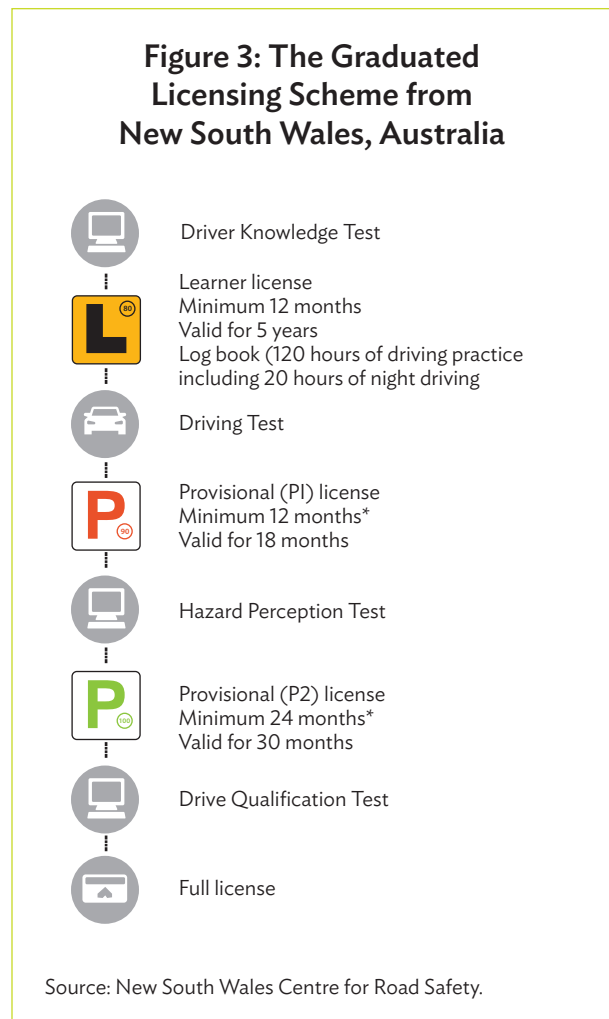 Figure 3: The Graduated
Licensing Scheme from
New South Wales, Australia
Driver Knowledge Test
L
80
Learner license
Minimum 12 months
Valid for 5 years
Log book (120 hours of driving practice
including 20 hours of night driving
Driving Test
P
90
Provisional (PI) license
Minimum 12 months*
Valid for 18 months
Hazard Perception Test
P
100
Provisional (P2) license
Minimum 24 months*
Valid for 30 months
Drive Qualification Test
Full license
Source: New South Wales Centre for Road Safety.